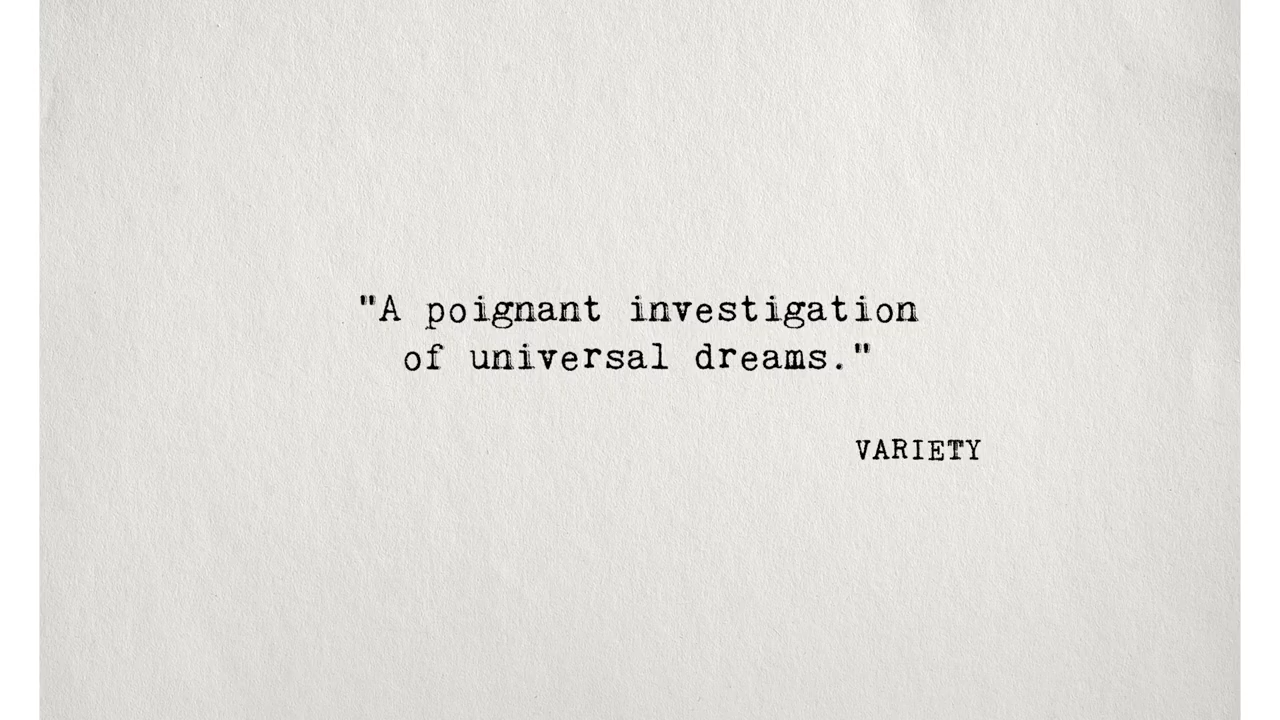 "A poignant investigation
of universal dreams."
VARIETY